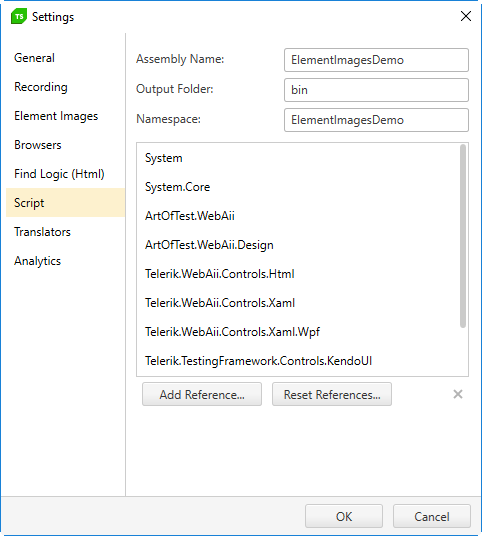 TS Settings
General
Recording
Element Images
Browsers
Find Logic (Html)
Script
Translators
Analytics
Assembly Name: ElementImagesDemo
Output Folder: bin
Namespace: ElementImagesDemo
System
System.Core
ArtOfTest.WebAii
ArtOfTest.WebAii.Design
Telerik.WebAii.Controls.Html
Telerik.WebAii.Controls.Xaml
Telerik.WebAii.Controls.Xaml.Wpf
Telerik.TestingFramework.Controls.KendoUI
Add Reference... Reset References...
OK Cancel